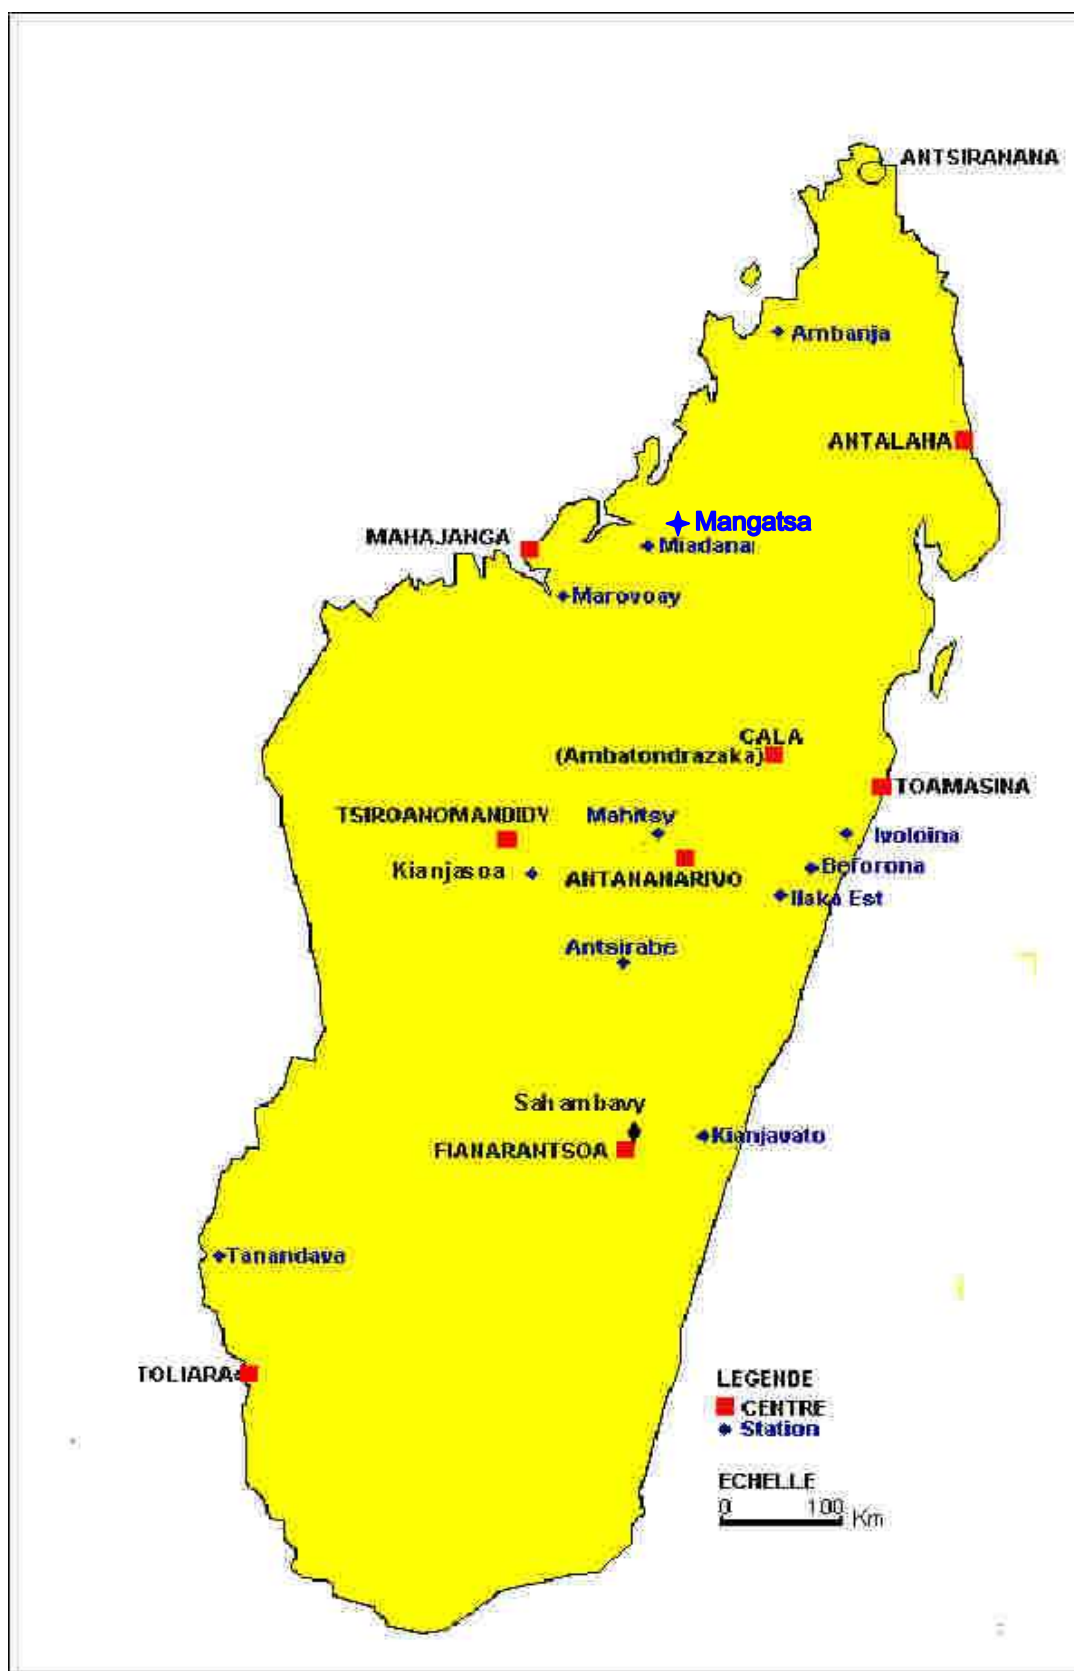 ANTSIRANANA
Ambanja
ANTALAHA
Mangatsa
MAHAJANGA
Miadana
Marovoay
CALA
(Ambatondrazaka)
TOAMASINA
TSIROANOMANDIDY
Mahitsy
Ivoloina
Kianjasoa
ANTANANARIVO
Beforona
Ilaka Est
Antsirabe
Sahambavy
Kianjavato
FIANARANTSOA
Tanandava
TOLIARA
LEGENDE
CENTRE
Station
ECHELLE
0 100 Km